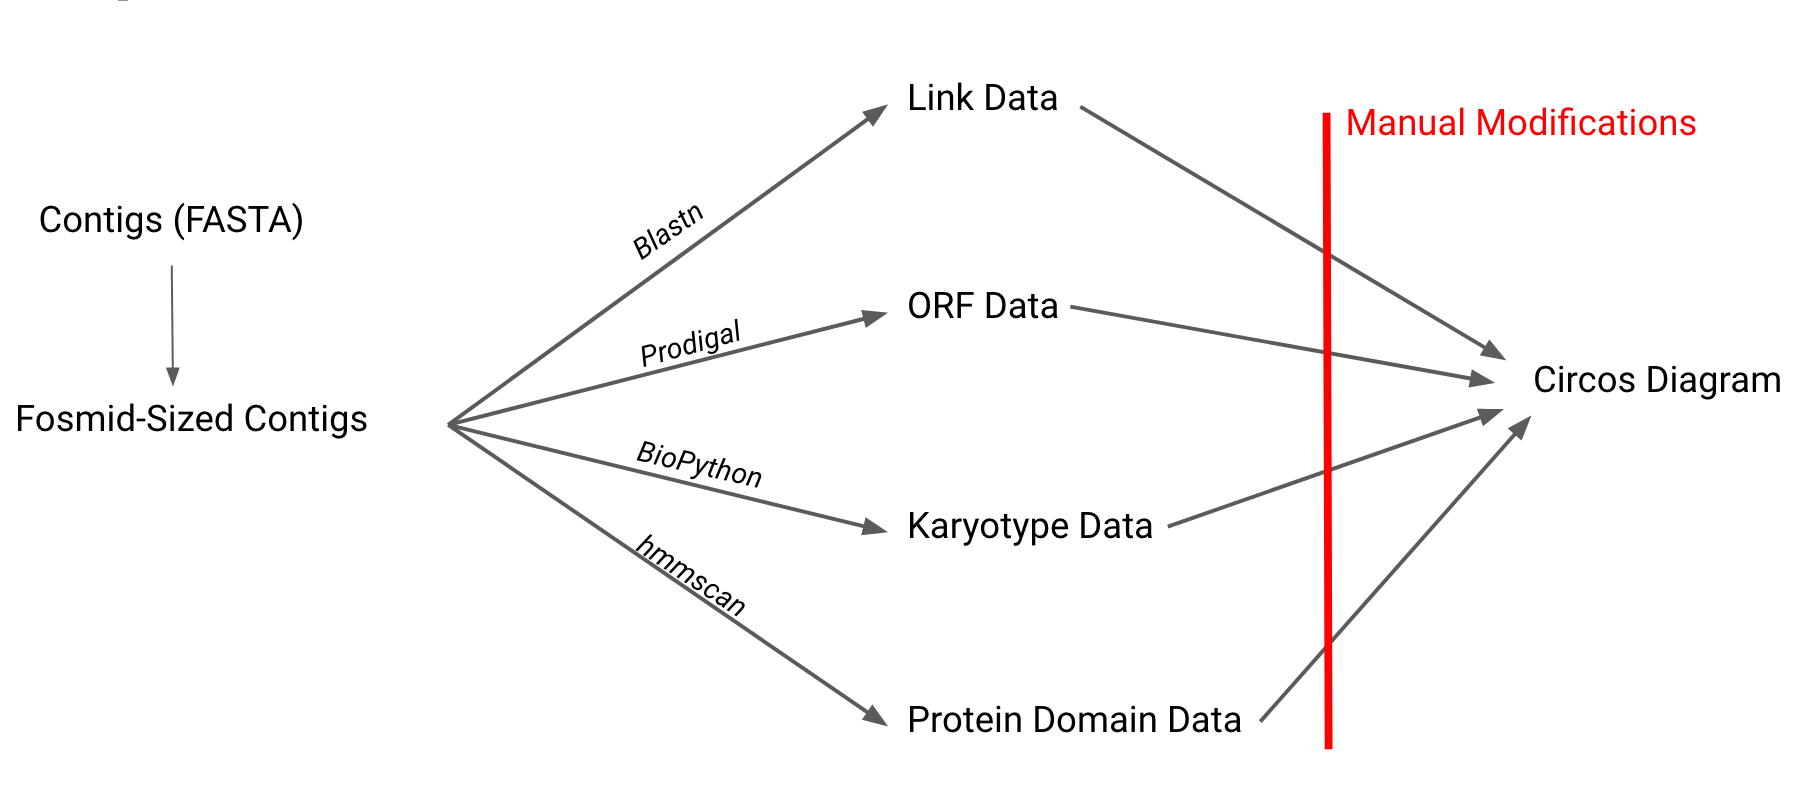 Contigs (FASTA)
Fosmid-Sized Contigs
Blastn
Prodigal
BioPython
hmmscan
Link Data
ORF Data
Karyotype Data
Protein Domain Data
Manual Modifications
Circos Diagram